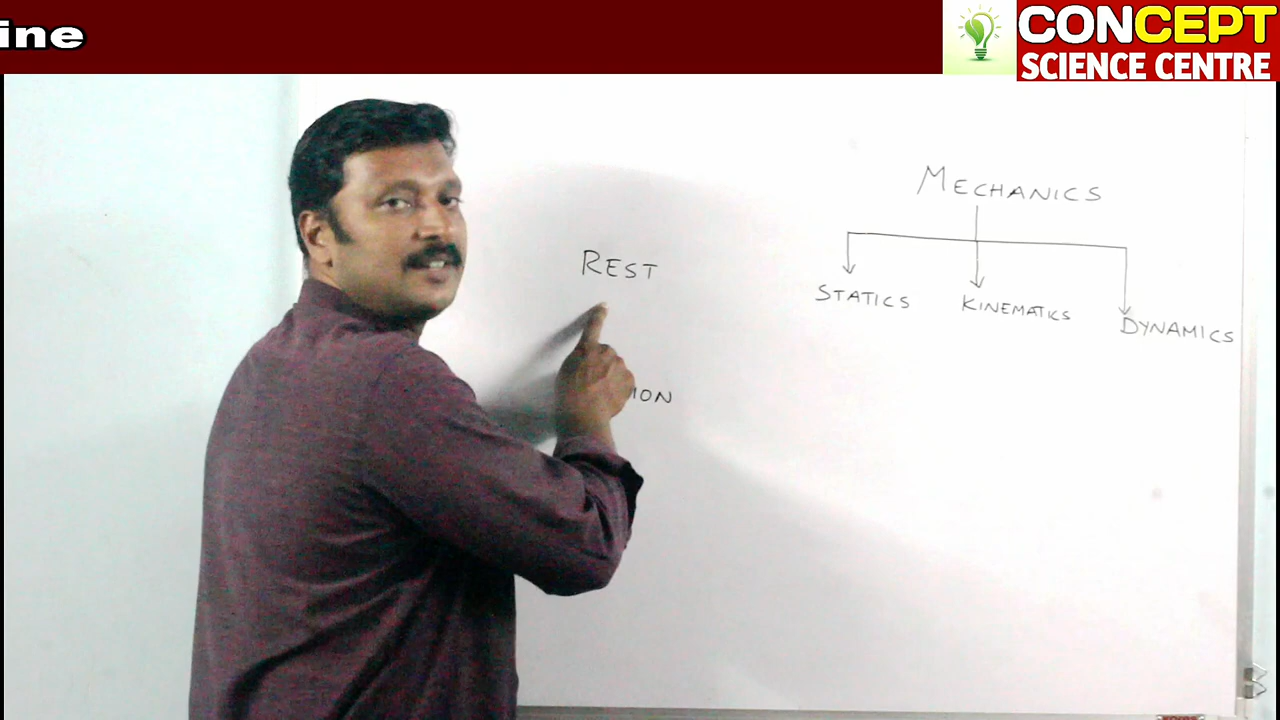 ine
CONCEPT
SCIENCE CENTRE
MECHANICS
REST
STATICS
KINEMATICS
DYNAMICS
ION